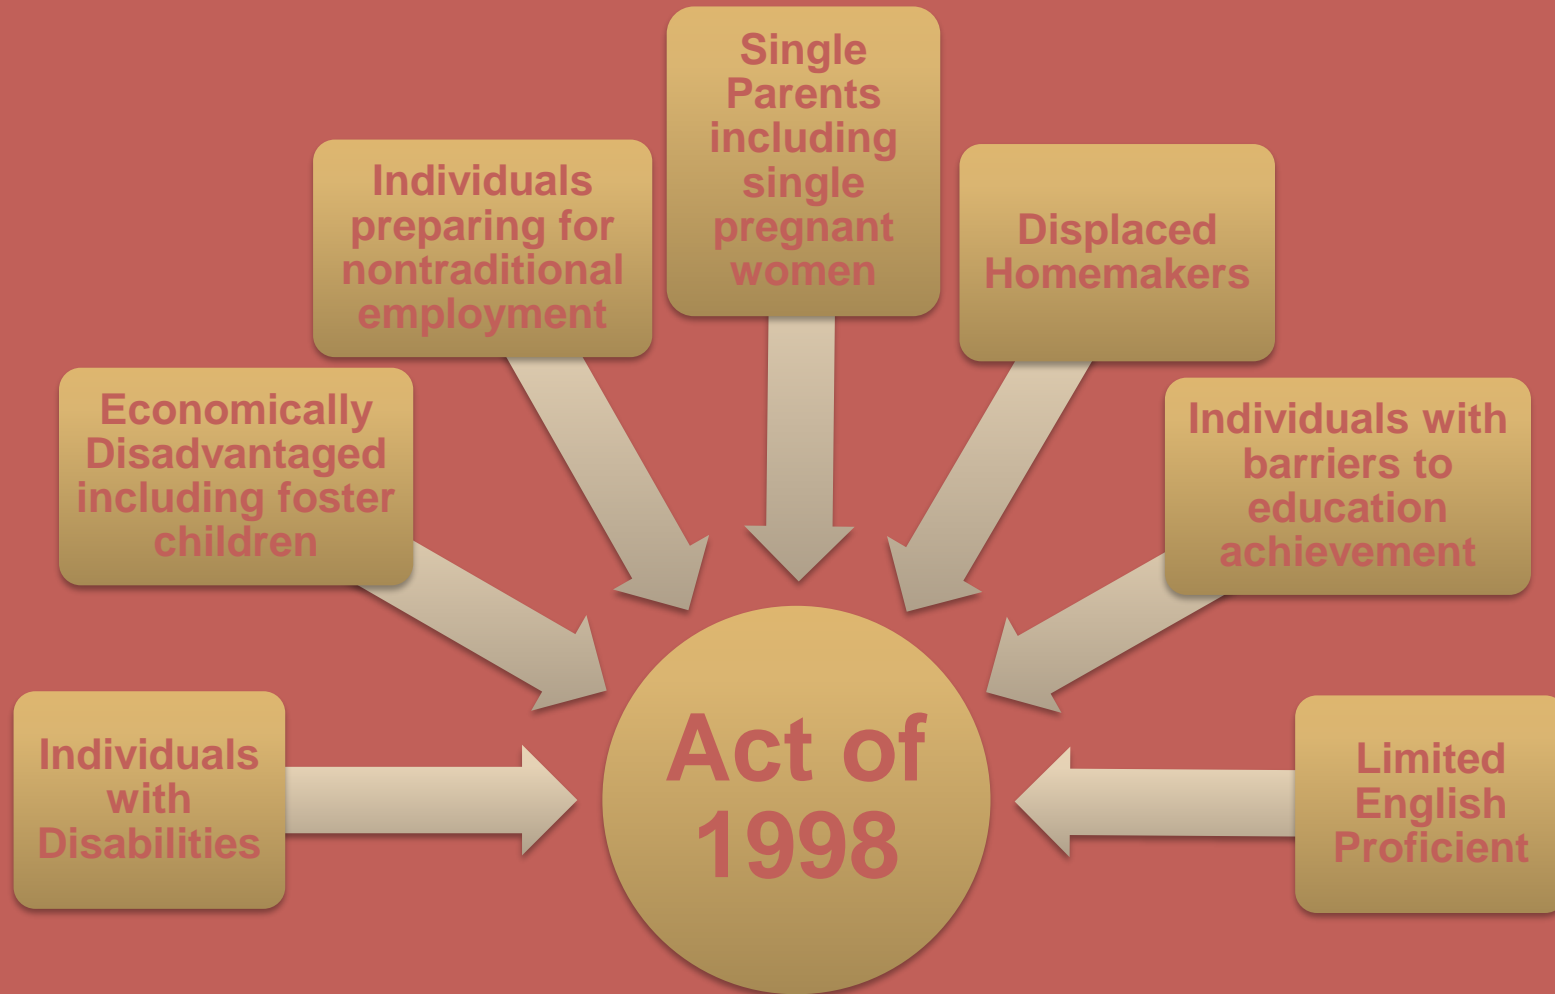 Single
Parents
including
single
pregnant
women
Individuals
preparing for
nontraditional
employment
Displaced
Homemakers
Economically
Disadvantaged
including foster
children
Individuals with
barriers to
education
achievement
Individuals
with
Disabilities
Act of
1998
Limited
English
Proficient